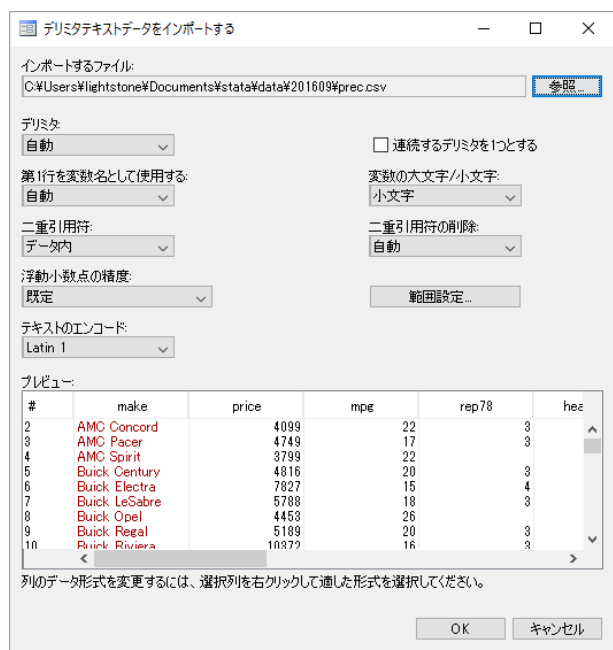 デリミタテキストデータをインポートする
インポートするファイル:
C:¥Users¥lightstone¥Documents¥stata¥data¥201609¥prec.csv 参照...
デリミタ:
自動 連続するデリミタを1つとする
第1行を変数名として使用する: 変数の大文字/小文字:
自動 小文字
二重引用符: 二重引用符の削除:
データ内 自動
浮動小数点の精度:
既定 範囲設定...
テキストのエンコード:
Latin 1
プレビュー:
# make price mpg rep78 hea
2 AMC Concord 4099 22 3
3 AMC Pacer 4749 17 3
4 AMC Spirit 3799 22
5 Buick Century 4816 20 3
6 Buick Electra 7827 15 4
7 Buick LeSabre 5788 18 3
8 Buick Opel 4453 26
9 Buick Regal 5189 20 3
10 Buick Riviera 10372 16 3
列のデータ形式を変更するには、選択列を右クリックして適した形式を選択してください。
OK キャンセル